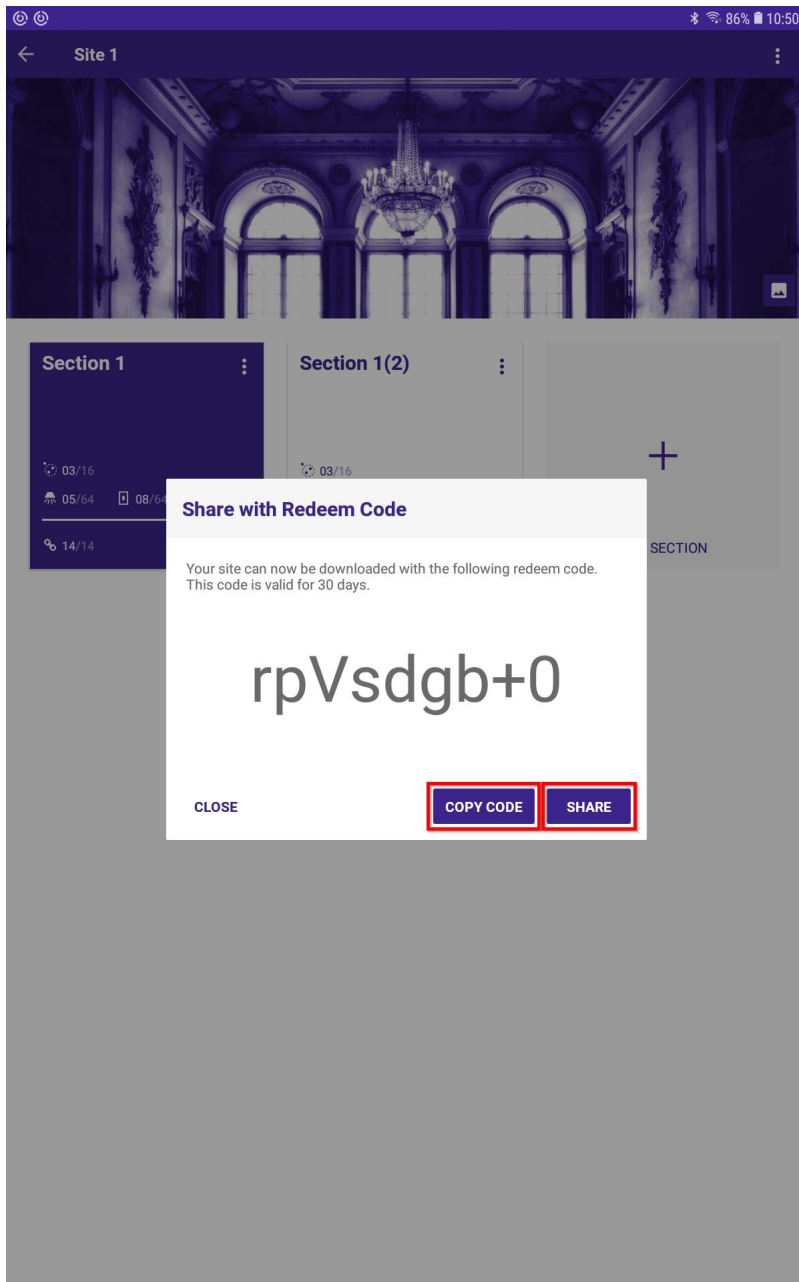 86% 10:50
Site 1
Section 1
03/16
05/64 08/64
14/14
Section 1(2)
03/16
SECTION
Share with Redeem Code
Your site can now be downloaded with the following redeem code.
This code is valid for 30 days.
rpVsdgb+0
CLOSE COPY CODE SHARE